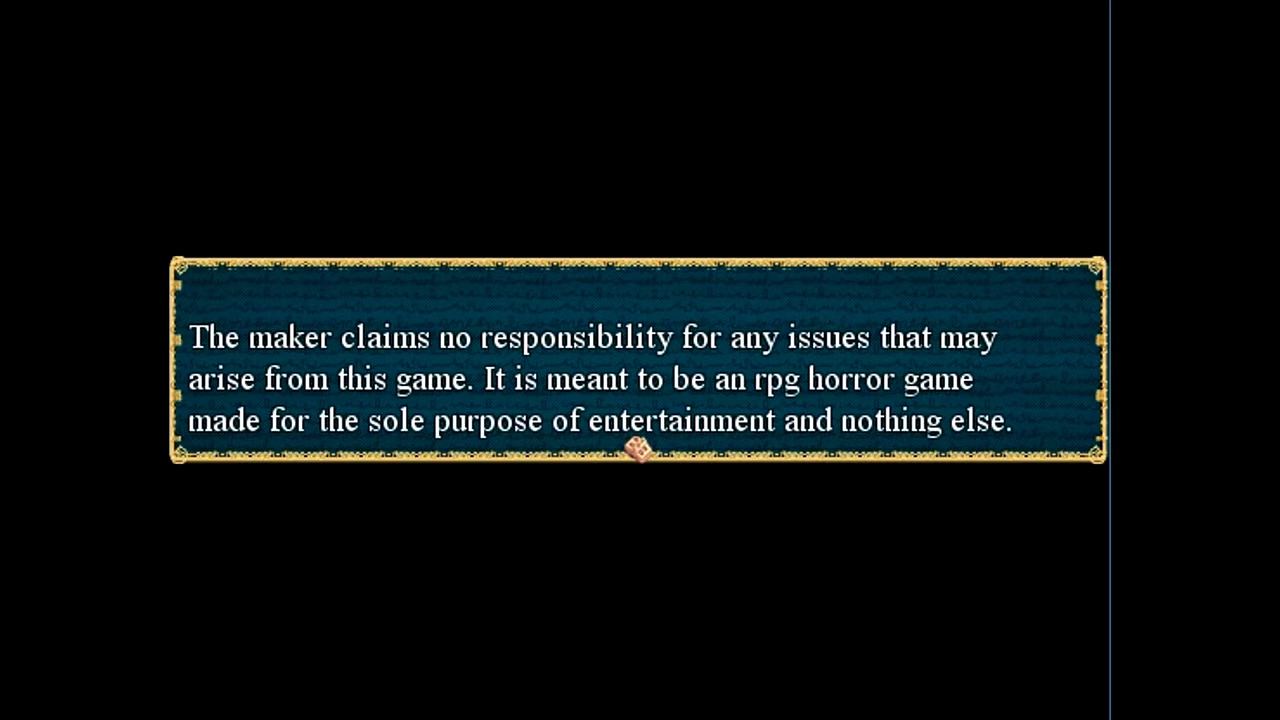 The maker claims no responsibility for any issues that may
arise from this game. It is meant to be an rpg horror game
made for the sole purpose of entertainment and nothing else.